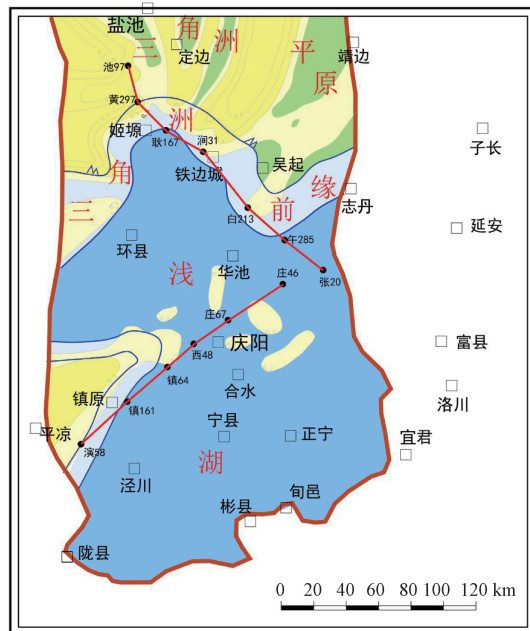 盐池
三角洲平原
定边
靖边
池97
黄297
姬塬
耿167
涧31
铁边城
吴起
子长
三角洲前缘
白213
志丹
延安
环县
午285
浅湖
华池
庄46
张20
庄67
西48
庆阳
富县
镇64
合水
洛川
镇原
镇161
平凉
宁县
正宁
宜君
演58
泾川
旬邑
彬县
陇县
0 20 40 60 80 100 120 km